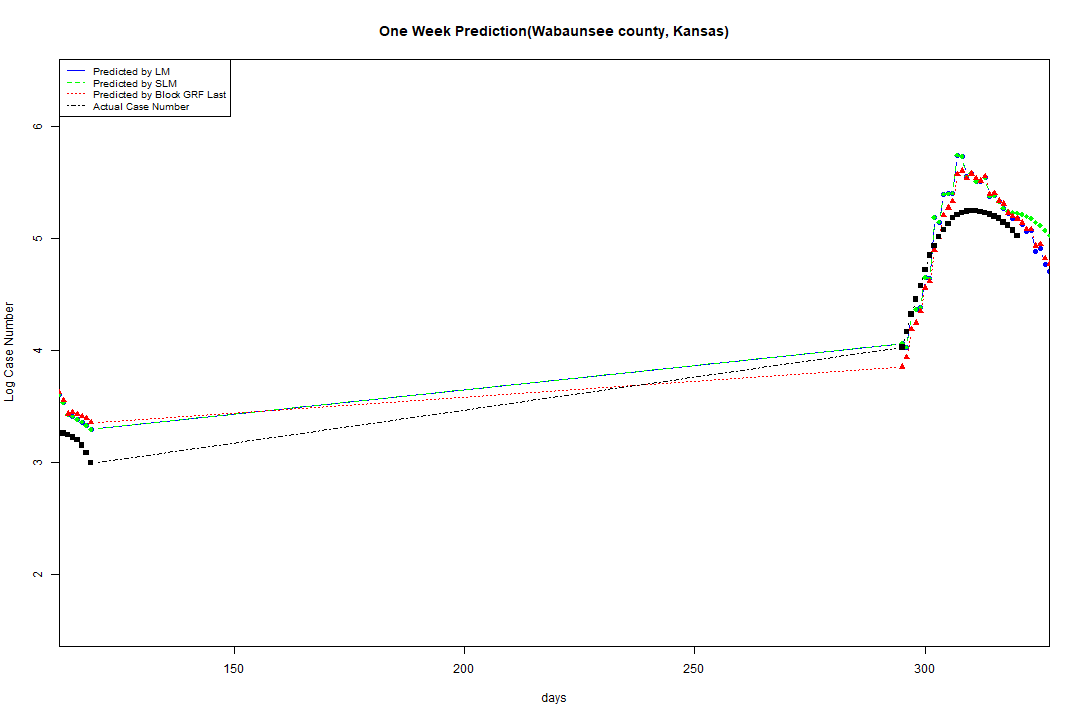 One Week Prediction(Wabaunsee county, Kansas)
Predicted by LM
Predicted by SLM
Predicted by Block GRF Last
Actual Case Number
6
5
4
3
2
Log Case Number
150
200
250
300
days